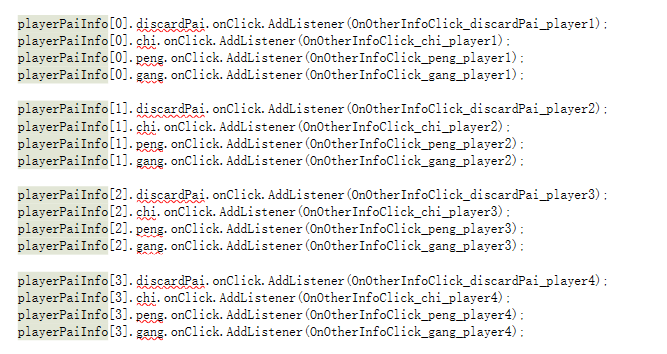 playerPaiInfo[0].discardPai.onClick.AddListener(OnOtherInfoClick_discardPai_player1);
playerPaiInfo[0].chi.onClick.AddListener(OnOtherInfoClick_chi_player1);
playerPaiInfo[0].peng.onClick.AddListener(OnOtherInfoClick_peng_player1);
playerPaiInfo[0].gang.onClick.AddListener(OnOtherInfoClick_gang_player1);
playerPaiInfo[1].discardPai.onClick.AddListener(OnOtherInfoClick_discardPai_player2);
playerPaiInfo[1].chi.onClick.AddListener(OnOtherInfoClick_chi_player2);
playerPaiInfo[1].peng.onClick.AddListener(OnOtherInfoClick_peng_player2);
playerPaiInfo[1].gang.onClick.AddListener(OnOtherInfoClick_gang_player2);
playerPaiInfo[2].discardPai.onClick.AddListener(OnOtherInfoClick_discardPai_player3);
playerPaiInfo[2].chi.onClick.AddListener(OnOtherInfoClick_chi_player3);
playerPaiInfo[2].peng.onClick.AddListener(OnOtherInfoClick_peng_player3);
playerPaiInfo[2].gang.onClick.AddListener(OnOtherInfoClick_gang_player3);
playerPaiInfo[3].discardPai.onClick.AddListener(OnOtherInfoClick_discardPai_player4);
playerPaiInfo[3].chi.onClick.AddListener(OnOtherInfoClick_chi_player4);
playerPaiInfo[3].peng.onClick.AddListener(OnOtherInfoClick_peng_player4);
playerPaiInfo[3].gang.onClick.AddListener(OnOtherInfoClick_gang_player4);